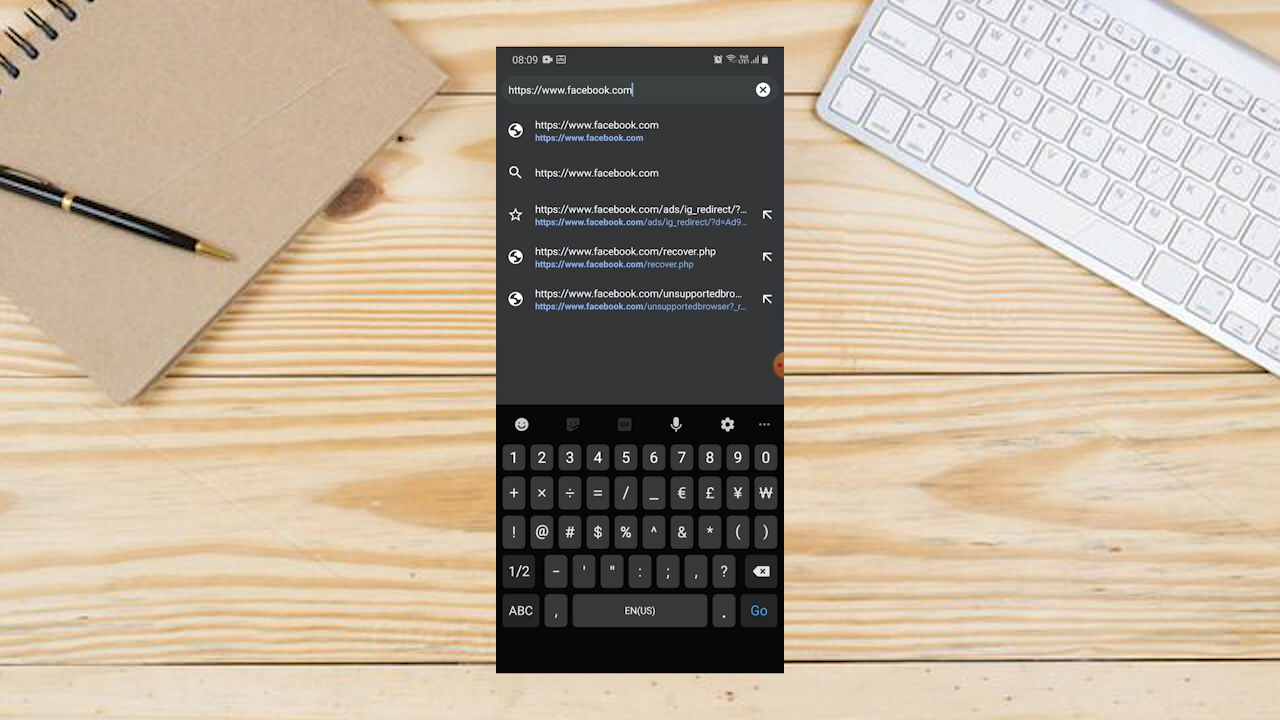 08:09
https://www.facebook.com
https://www.facebook.com
https://www.facebook.com
https://www.facebook.com
https://www.facebook.com/ads/ig_redirect/?...
https://www.facebook.com/ads/ig_redirect/?d=Ad9...
https://www.facebook.com/recover.php
https://www.facebook.com/recover.php
https://www.facebook.com/unsupportedbro...
https://www.facebook.com/unsupportedbrowser?_r...
1 2 3 4 5 6 7 8 9 0
+ × ÷ = / _ € £ ¥ ₩
! @ # $ % ^ & * ( )
1/2 - ' " : ; , ?
ABC , EN(US) . Go